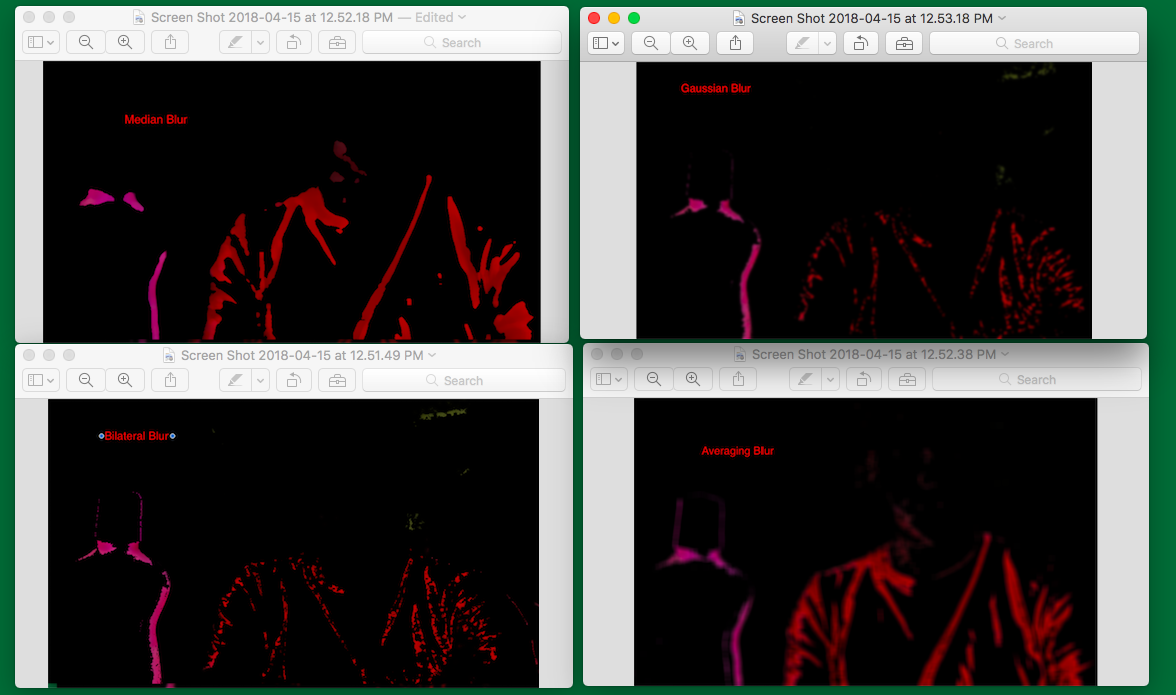 Screen Shot 2018-04-15 at 12.52.18 PM — Edited
Search
Median Blur
Screen Shot 2018-04-15 at 12.53.18 PM
Search
Gaussian Blur
Screen Shot 2018-04-15 at 12.51.49 PM
Search
Bilateral Blur
Screen Shot 2018-04-15 at 12.52.38 PM
Search
Averaging Blur